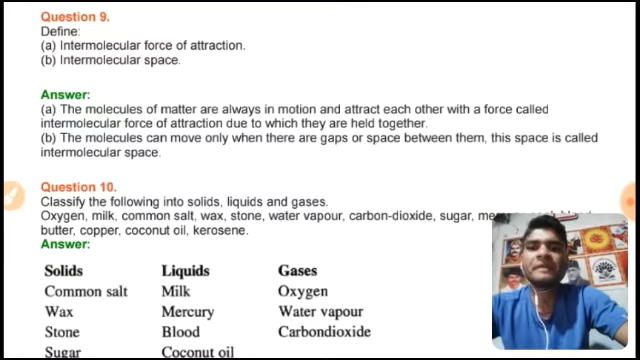 Question 9.
Define:
(a) Intermolecular force of attraction.
(b) Intermolecular space.
Answer:
(a) The molecules of matter are always in motion and attract each other with a force called
intermolecular force of attraction due to which they are held together.
(b) The molecules can move only when there are gaps or space between them, this space is called
intermolecular space.
Question 10.
Classify the following into solids, liquids and gases.
Oxygen, milk, common salt, wax, stone, water vapour, carbon-dioxide, sugar,
butter, copper, coconut oil, kerosene.
Answer:
Solids Liquids Gases
Common salt Milk Oxygen
Wax Mercury Water vapour
Stone Blood Carbondioxide
Sugar Coconut oil